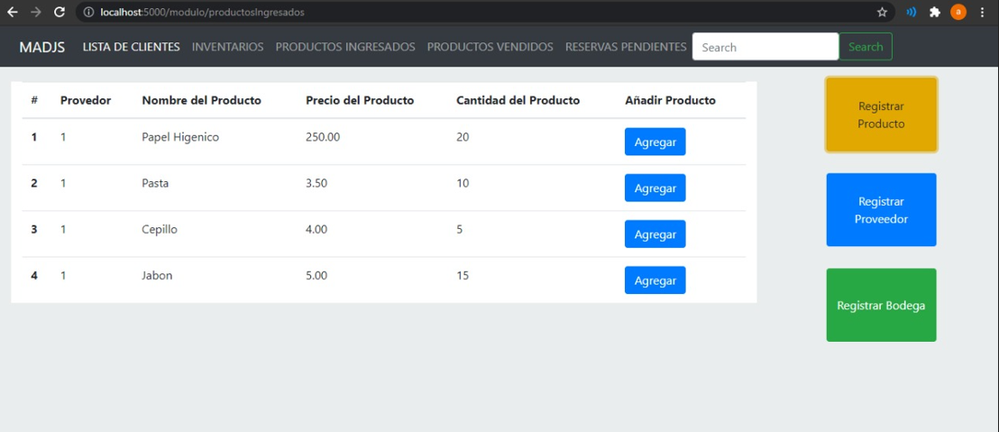 localhost:5000/modulo/productosIngresados
a
MADJS LISTA DE CLIENTES INVENTARIOS PRODUCTOS INGRESADOS PRODUCTOS VENDIDOS RESERVAS PENDIENTES Search Search
# Provedor Nombre del Producto Precio del Producto Cantidad del Producto Añadir Producto
1 1 Papel Higenico 250.00 20 Agregar
2 1 Pasta 3.50 10 Agregar
3 1 Cepillo 4.00 5 Agregar
4 1 Jabon 5.00 15 Agregar
Registrar
Producto
Registrar
Proveedor
Registrar Bodega